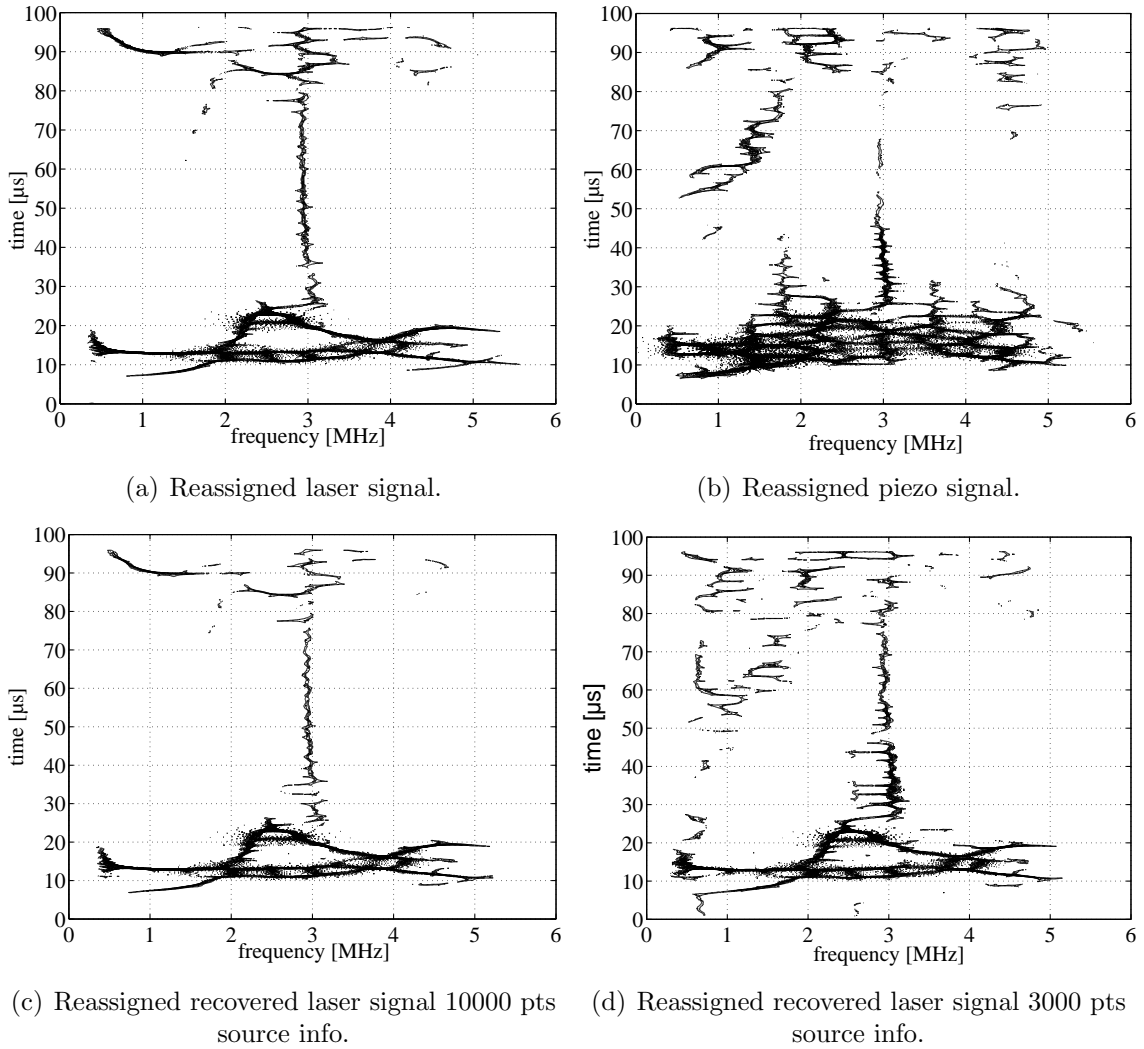 100
90
80
70
60
50
40
30
20
10
0
time [µs]
0 1 2 3 4 5 6
frequency [MHz]
(a) Reassigned laser signal.
100
90
80
70
60
50
40
30
20
10
0
time [µs]
0 1 2 3 4 5 6
frequency [MHz]
(b) Reassigned piezo signal.
100
90
80
70
60
50
40
30
20
10
0
time [µs]
0 1 2 3 4 5 6
frequency [MHz]
(c) Reassigned recovered laser signal 10000 pts
source info.
100
90
80
70
60
50
40
30
20
10
0
time [µs]
0 1 2 3 4 5 6
frequency [MHz]
(d) Reassigned recovered laser signal 3000 pts
source info.